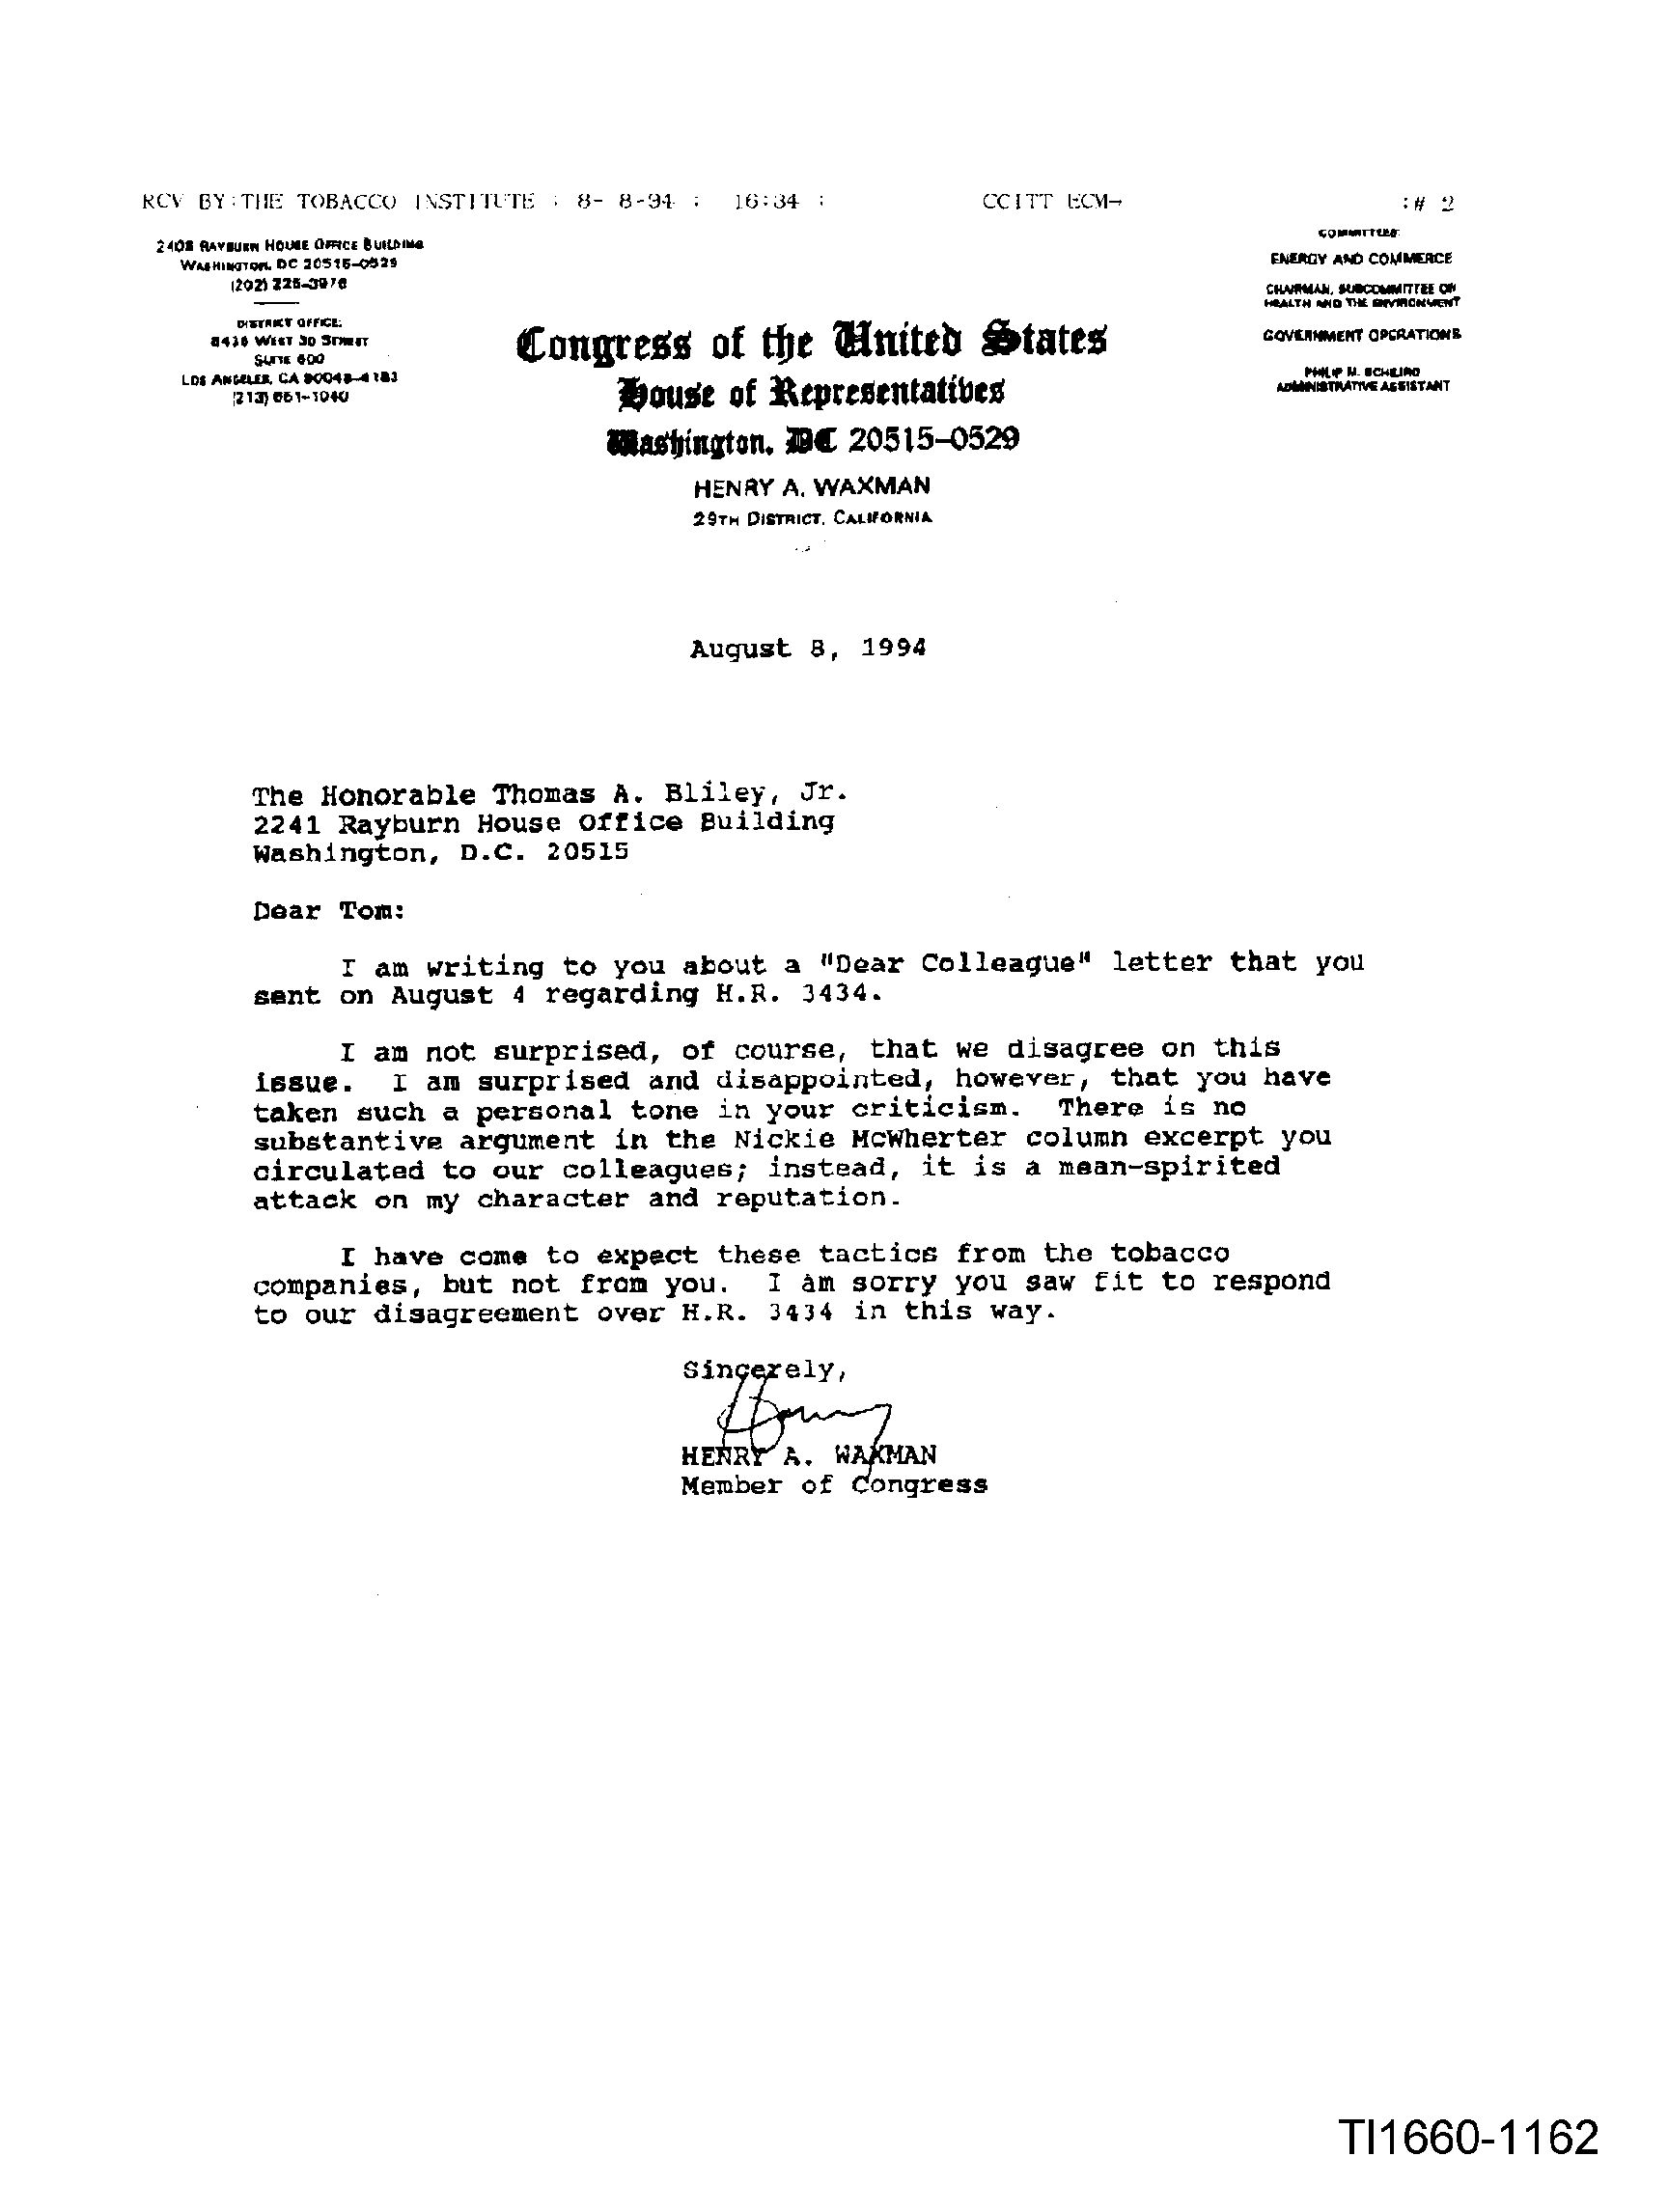 RCV BY:THE TOBACCO INSTITUTE ; 8- 8-94 ; 16:34 ; CCITT ECM→ ;# 2
2408 RAYBURN HOUSE OFFICE BUILDING
WASHINGTON, DC 20515-0529
(202) 225-3976
DISTRICT OFFICE:
8436 WEST 3D STREET
SUITE 600
LOS ANGELES, CA 90048-4183
(213) 651-1040
COMMITTEES:
ENERGY AND COMMERCE
CHAIRMAN, SUBCOMMITTEE ON
HEALTH AND THE ENVIRONMENT
GOVERNMENT OPERATIONS
PHILIP M. SCHILIRO
ADMINISTRATIVE ASSISTANT
Congress of the United States
House of Representatives
Washington, DC 20515-0529
HENRY A. WAXMAN
29TH DISTRICT, CALIFORNIA
August 8, 1994
The Honorable Thomas A. Bliley, Jr.
2241 Rayburn House Office Building
Washington, D.C. 20515
Dear Tom:
I am writing to you about a "Dear Colleague" letter that you
sent on August 4 regarding H.R. 3434.
I am not surprised, of course, that we disagree on this
issue. I am surprised and disappointed, however, that you have
taken such a personal tone in your criticism. There is no
substantive argument in the Nickie McWherter column excerpt you
circulated to our colleagues; instead, it is a mean-spirited
attack on my character and reputation.
I have come to expect these tactics from the tobacco
companies, but not from you. I am sorry you saw fit to respond
to our disagreement over H.R. 3434 in this way.
Sincerely,
Henry
HENRY A. WAXMAN
Member of Congress
TI1660-1162